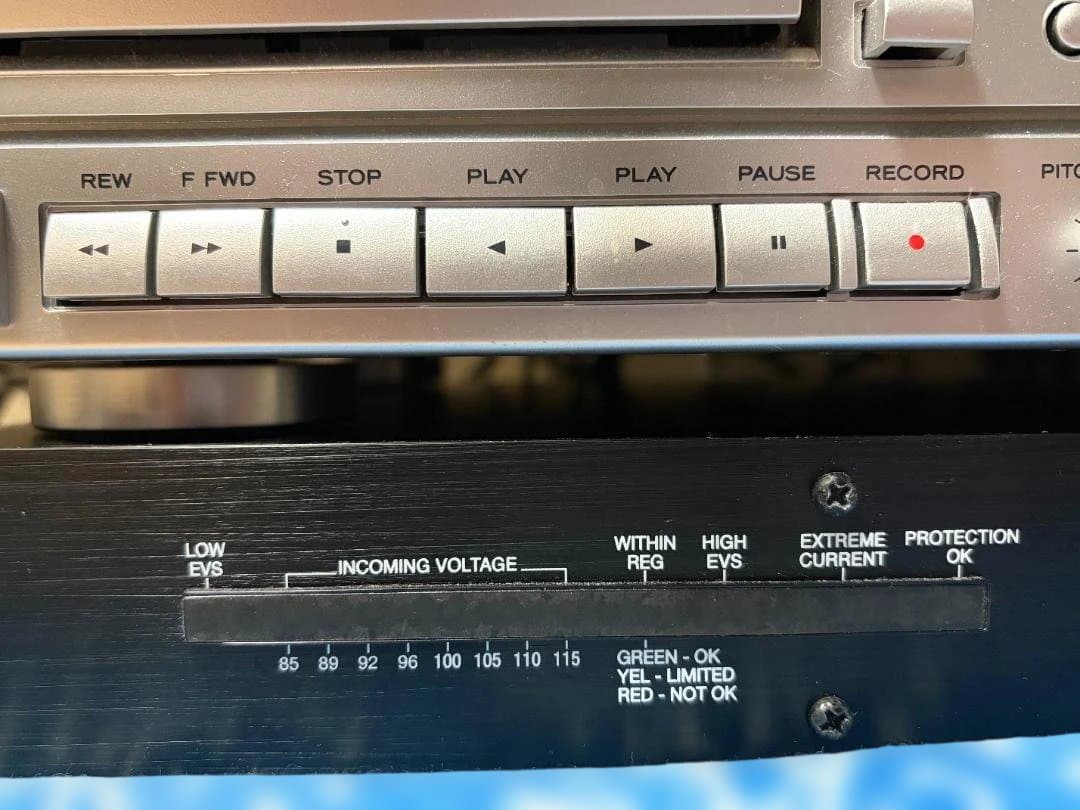 REW F FWD STOP PLAY PLAY PAUSE RECORD
LOW
EVS
INCOMING VOLTAGE
WITHIN
REG
HIGH
EVS
EXTREME
CURRENT
PROTECTION
OK
85 89 92 96 100 105 110 115
GREEN - OK
YEL - LIMITED
RED - NOT OK